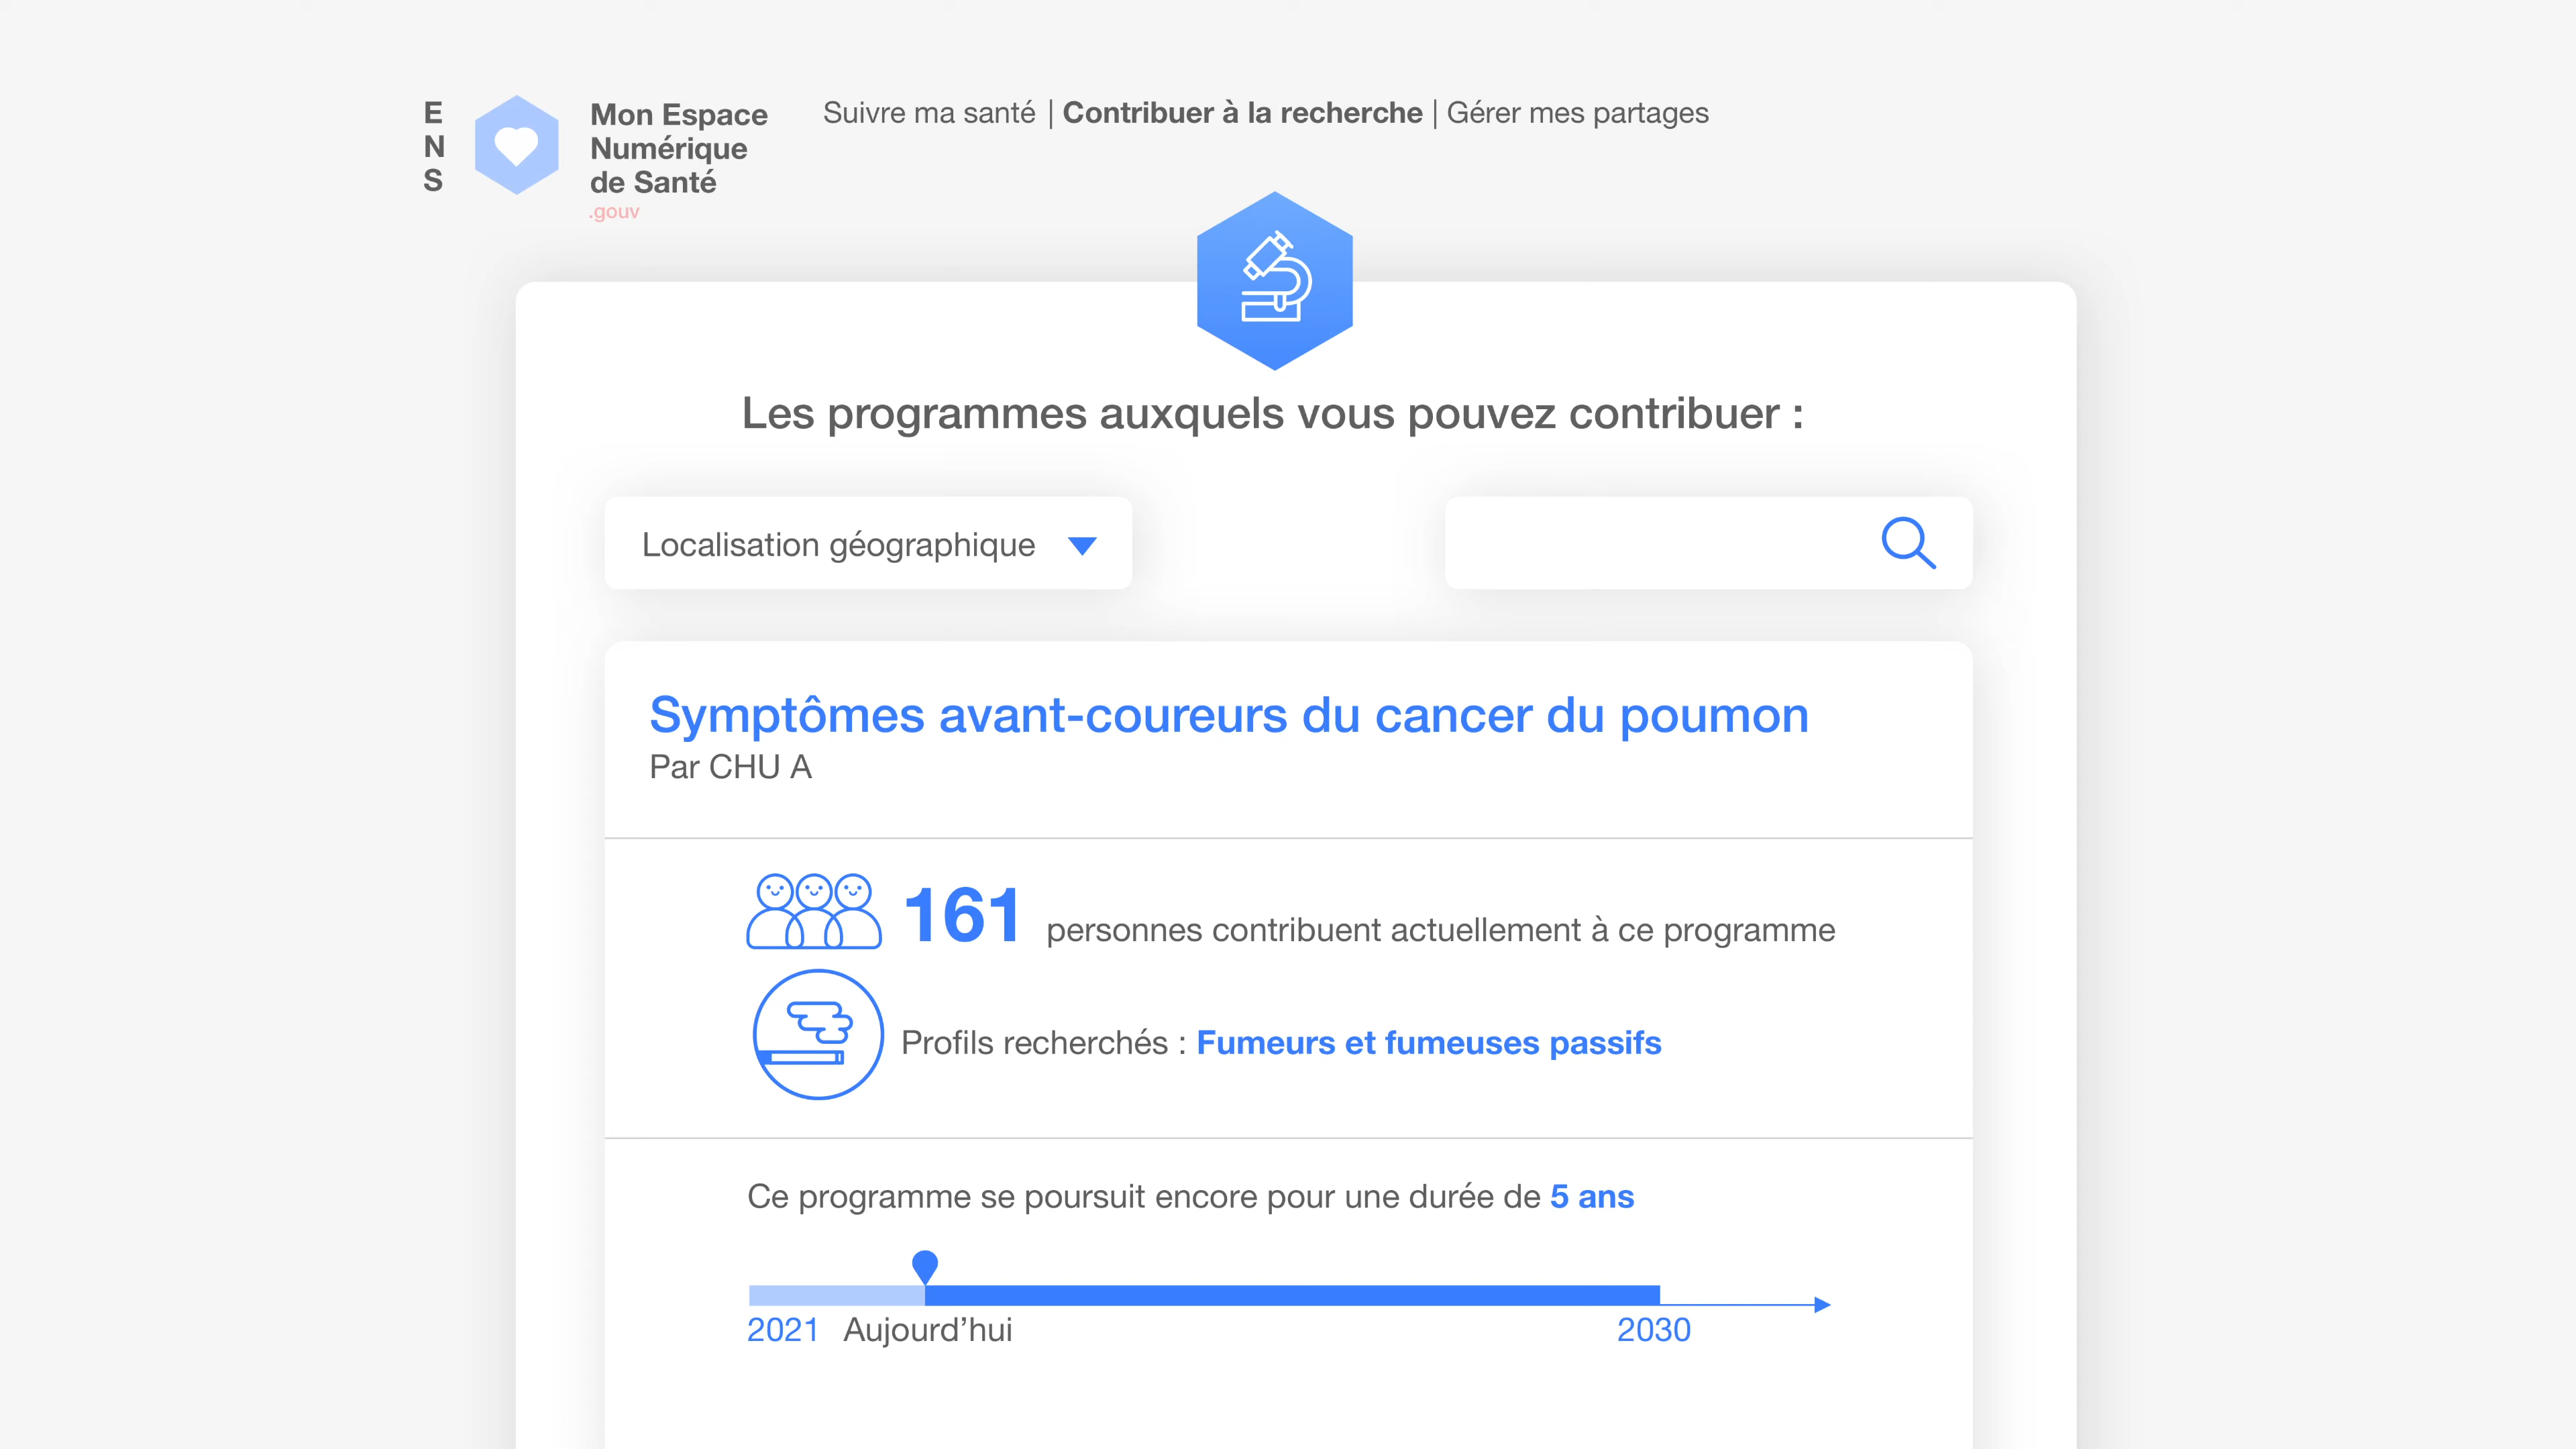 E
N
S
Mon Espace
Numérique
de Santé
.gouv
Suivre ma santé | Contribuer à la recherche | Gérer mes partages
Les programmes auxquels vous pouvez contribuer :
Localisation géographique
Symptômes avant-coureurs du cancer du poumon
Par CHU A
161 personnes contribuent actuellement à ce programme
Profils recherchés : Fumeurs et fumeuses passifs
Ce programme se poursuit encore pour une durée de 5 ans
2021 Aujourd’hui 2030